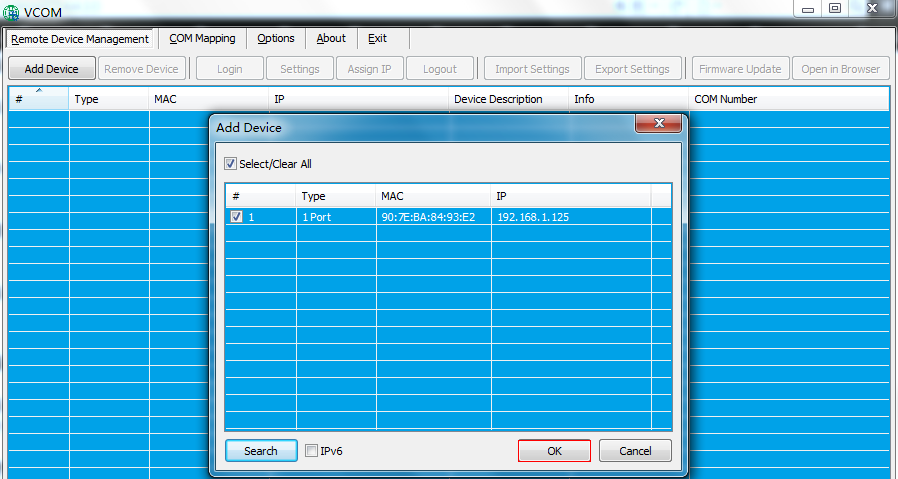 VCOM
Remote Device Management COM Mapping Options About Exit
Add Device Remove Device Login Settings Assign IP Logout Import Settings Export Settings Firmware Update Open in Browser
# Type MAC IP Device Description Info COM Number
Add Device
Select/Clear All
# Type MAC IP
1 1 Port 90:7E:BA:84:93:E2 192.168.1.125
Search IPv6 OK Cancel